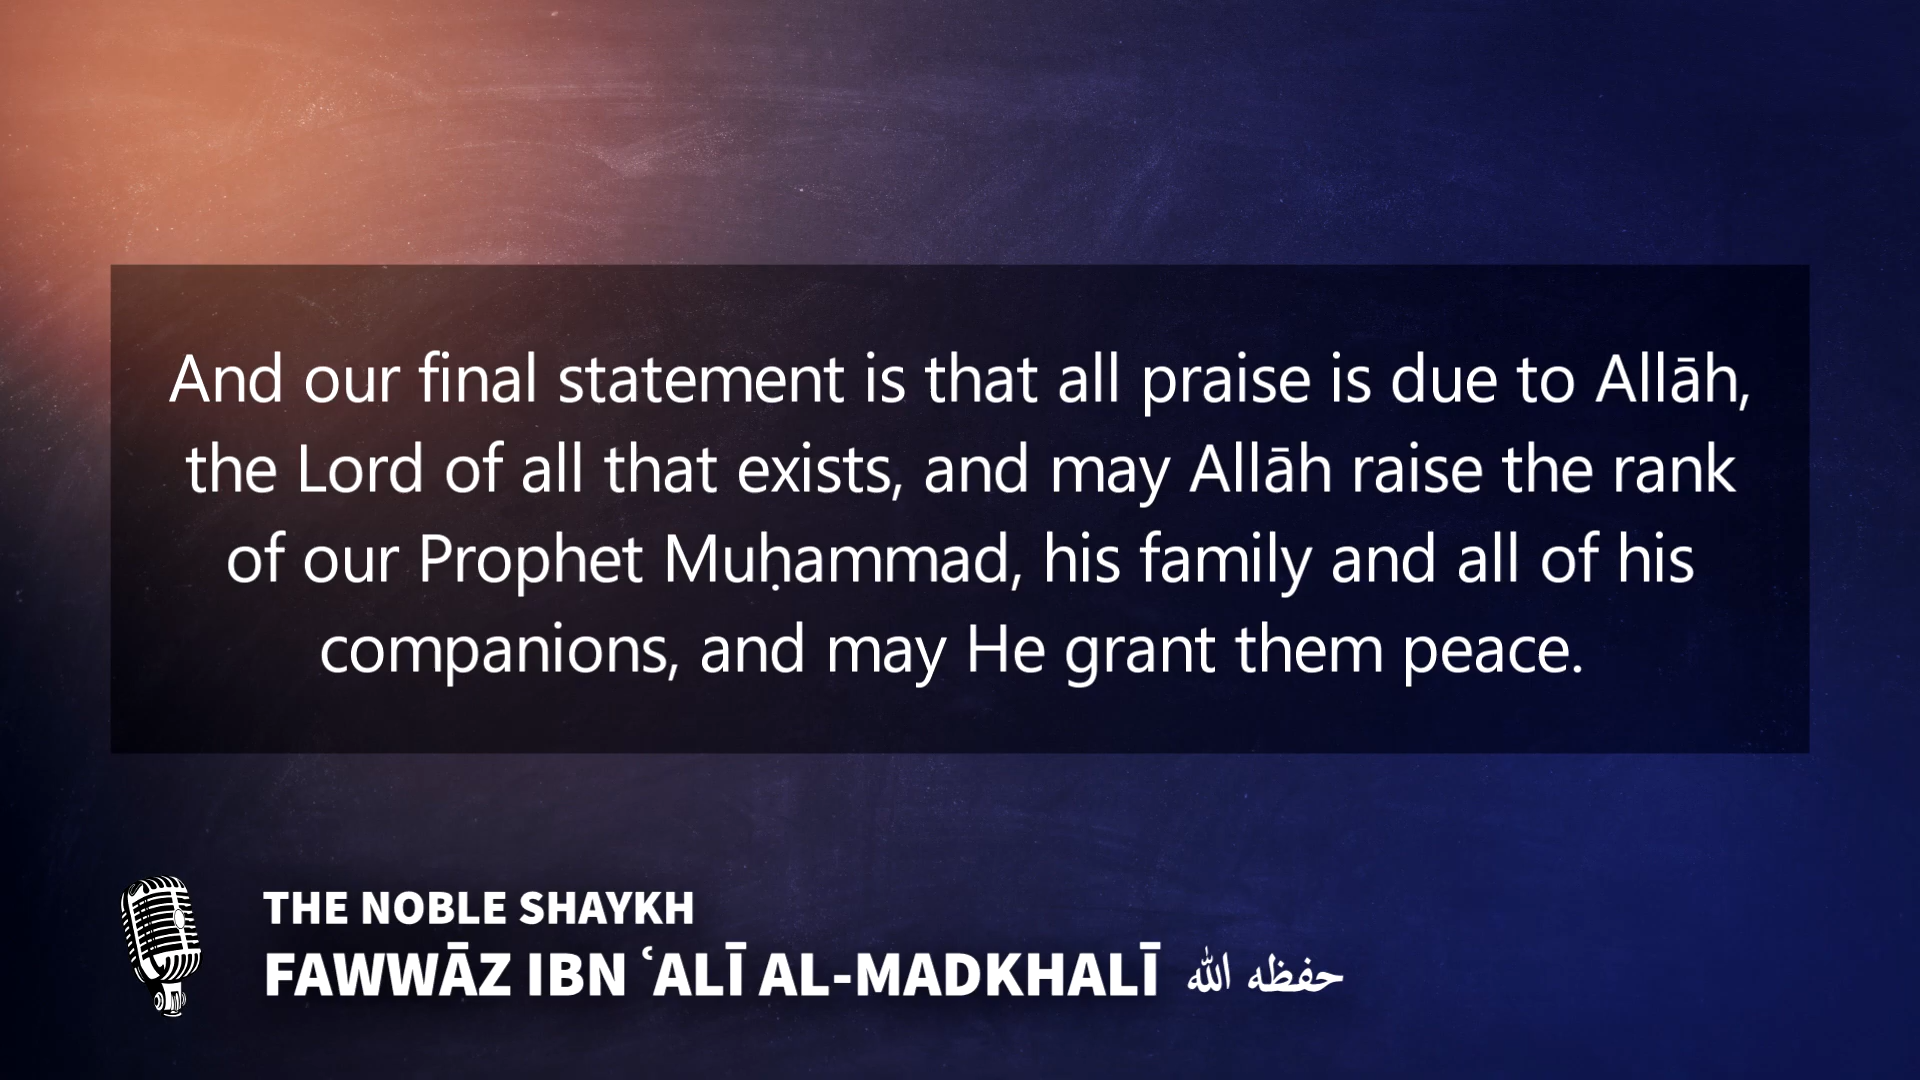 And our final statement is that all praise is due to Allāh,
the Lord of all that exists, and may Allāh raise the rank
of our Prophet Muḥammad, his family and all of his
companions, and may He grant them peace.
THE NOBLE SHAYKH
FAWWĀZ IBN ʿALĪ AL-MADKHALĪ حفظه الله